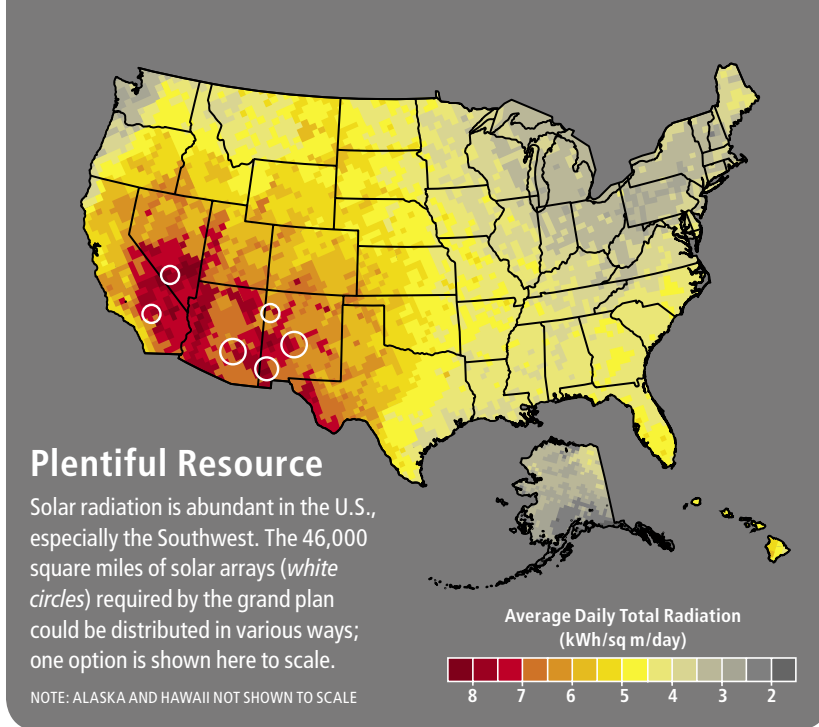 Plentiful Resource
Solar radiation is abundant in the U.S.,
especially the Southwest. The 46,000
square miles of solar arrays (white
circles) required by the grand plan
could be distributed in various ways;
one option is shown here to scale.
NOTE: ALASKA AND HAWAII NOT SHOWN TO SCALE
Average Daily Total Radiation
(kWh/sq m/day)
8 7 6 5 4 3 2